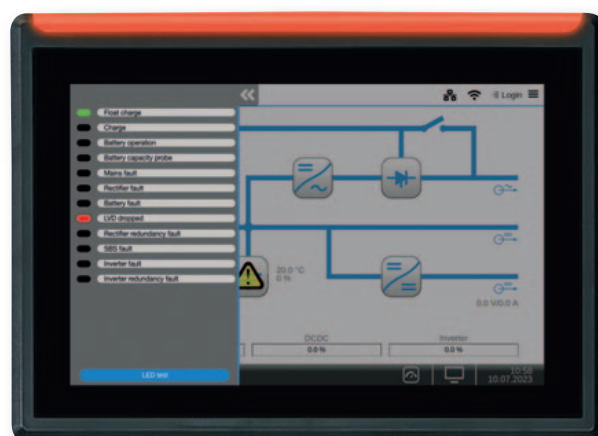 Login
Float charge
Charge
Battery operation
Battery capacity probe
Mains fault
Rectifier fault
Battery fault
LVD dropped
Rectifier redundancy fault
SBS fault
Inverter fault
Inverter redundancy fault
20.0 °C
0 %
0.0 V/0.0 A
DCDC
Inverter
0.0 %
0.0 %
LED test
10:58
10.07.2023